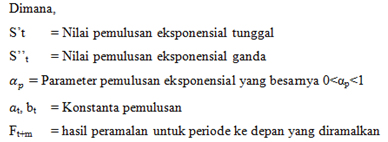 Dimana,
S't = Nilai pemulusan eksponensial tunggal
S''t = Nilai pemulusan eksponensial ganda
αp = Parameter pemulusan eksponensial yang besarnya 0<αp<1
at, bt = Konstanta pemulusan
Ft+m = hasil peramalan untuk periode ke depan yang diramalkan